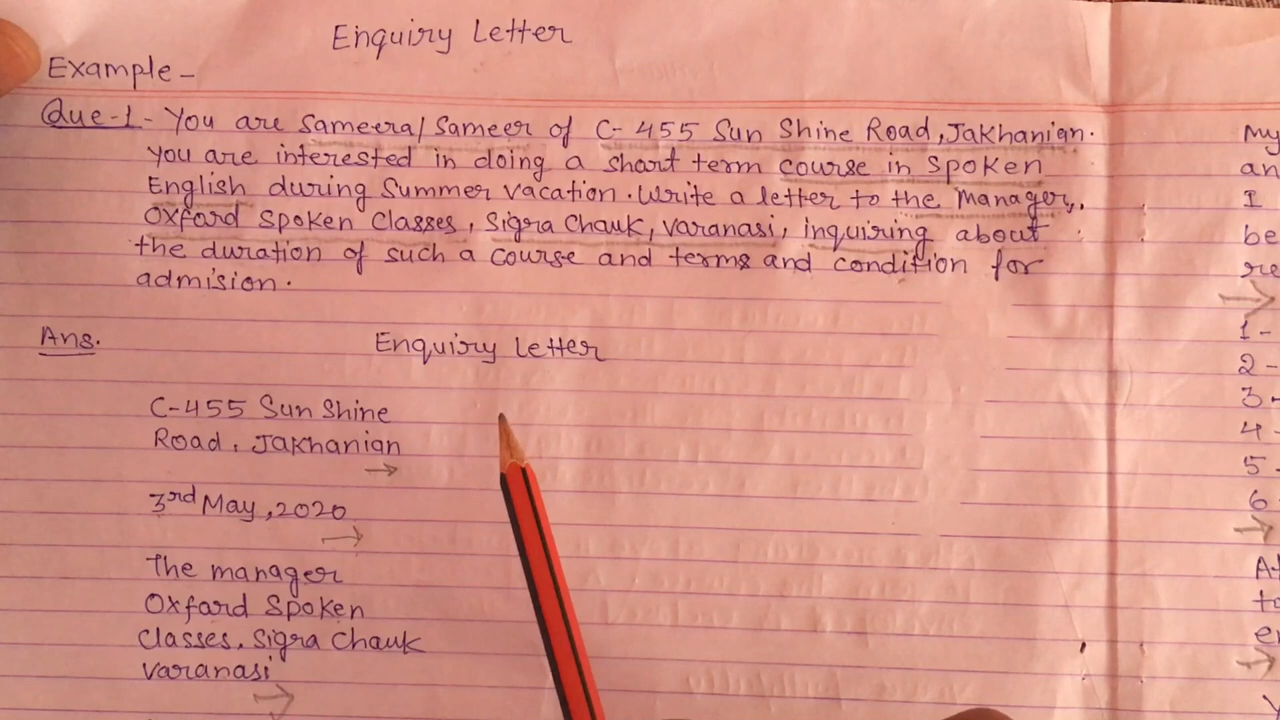 Enquiry Letter
Example -
Que-1- You are Sameera/Sameer of C-455 Sun Shine Road, Jakhanian.
You are interested in doing a short term course in spoken
English during Summer vacation. Write a letter to the Manager,
Oxford Spoken Classes, Sigra Chauk, Varanasi, inquiring about
the duration of such a course and terms and condition for
admision.
Ans. Enquiry Letter
C-455 Sun Shine
Road, Jakhanian
3rd May, 2020
The manager
Oxford Spoken
Classes, Sigra Chauk
Varanasi
My
an
I
be
re
1-
2-
3-
4-
5-
6
to